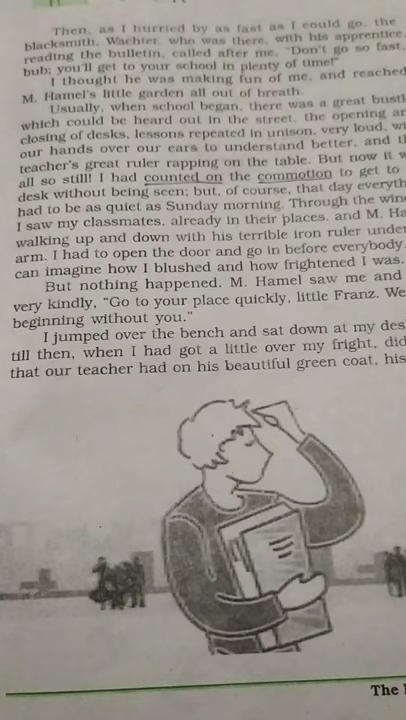 Then, as I hurried by as fast as I could go, the
blacksmith, Wachter, who was there, with his apprentice,
reading the bulletin, called after me, "Don't go so fast,
bub; you'll get to your school in plenty of time!"
I thought he was making fun of me, and reached
M. Hamel's little garden all out of breath.
Usually, when school began, there was a great bustl
which could be heard out in the street, the opening an
closing of desks, lessons repeated in unison, very loud, wi
our hands over our ears to understand better, and th
teacher's great ruler rapping on the table. But now it w
all so still! I had counted on the commotion to get to
desk without being seen; but, of course, that day everyth
had to be as quiet as Sunday morning. Through the wind
I saw my classmates, already in their places, and M. Ha
walking up and down with his terrible iron ruler under
arm. I had to open the door and go in before everybody.
can imagine how I blushed and how frightened I was.
But nothing happened. M. Hamel saw me and
very kindly, "Go to your place quickly, little Franz. We
beginning without you."
I jumped over the bench and sat down at my des
till then, when I had got a little over my fright, did
that our teacher had on his beautiful green coat, his
The